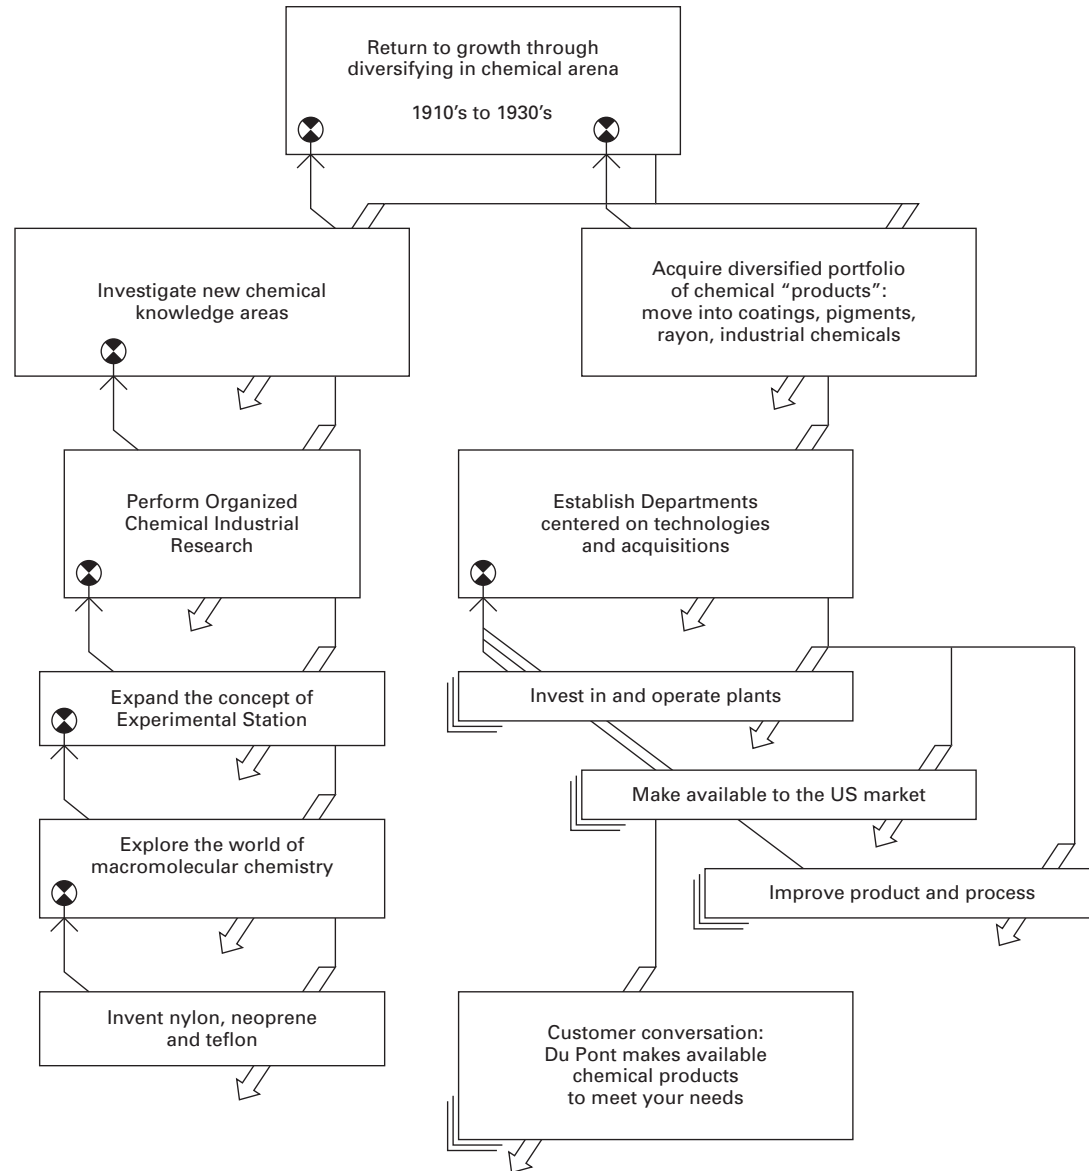 Return to growth through
diversifying in chemical arena
1910's to 1930's
Investigate new chemical
knowledge areas
Acquire diversified portfolio
of chemical “products”:
move into coatings, pigments,
rayon, industrial chemicals
Perform Organized
Chemical Industrial
Research
Establish Departments
centered on technologies
and acquisitions
Expand the concept of
Experimental Station
Invest in and operate plants
Make available to the US market
Explore the world of
macromolecular chemistry
Improve product and process
Invent nylon, neoprene
and teflon
Customer conversation:
Du Pont makes available
chemical products
to meet your needs